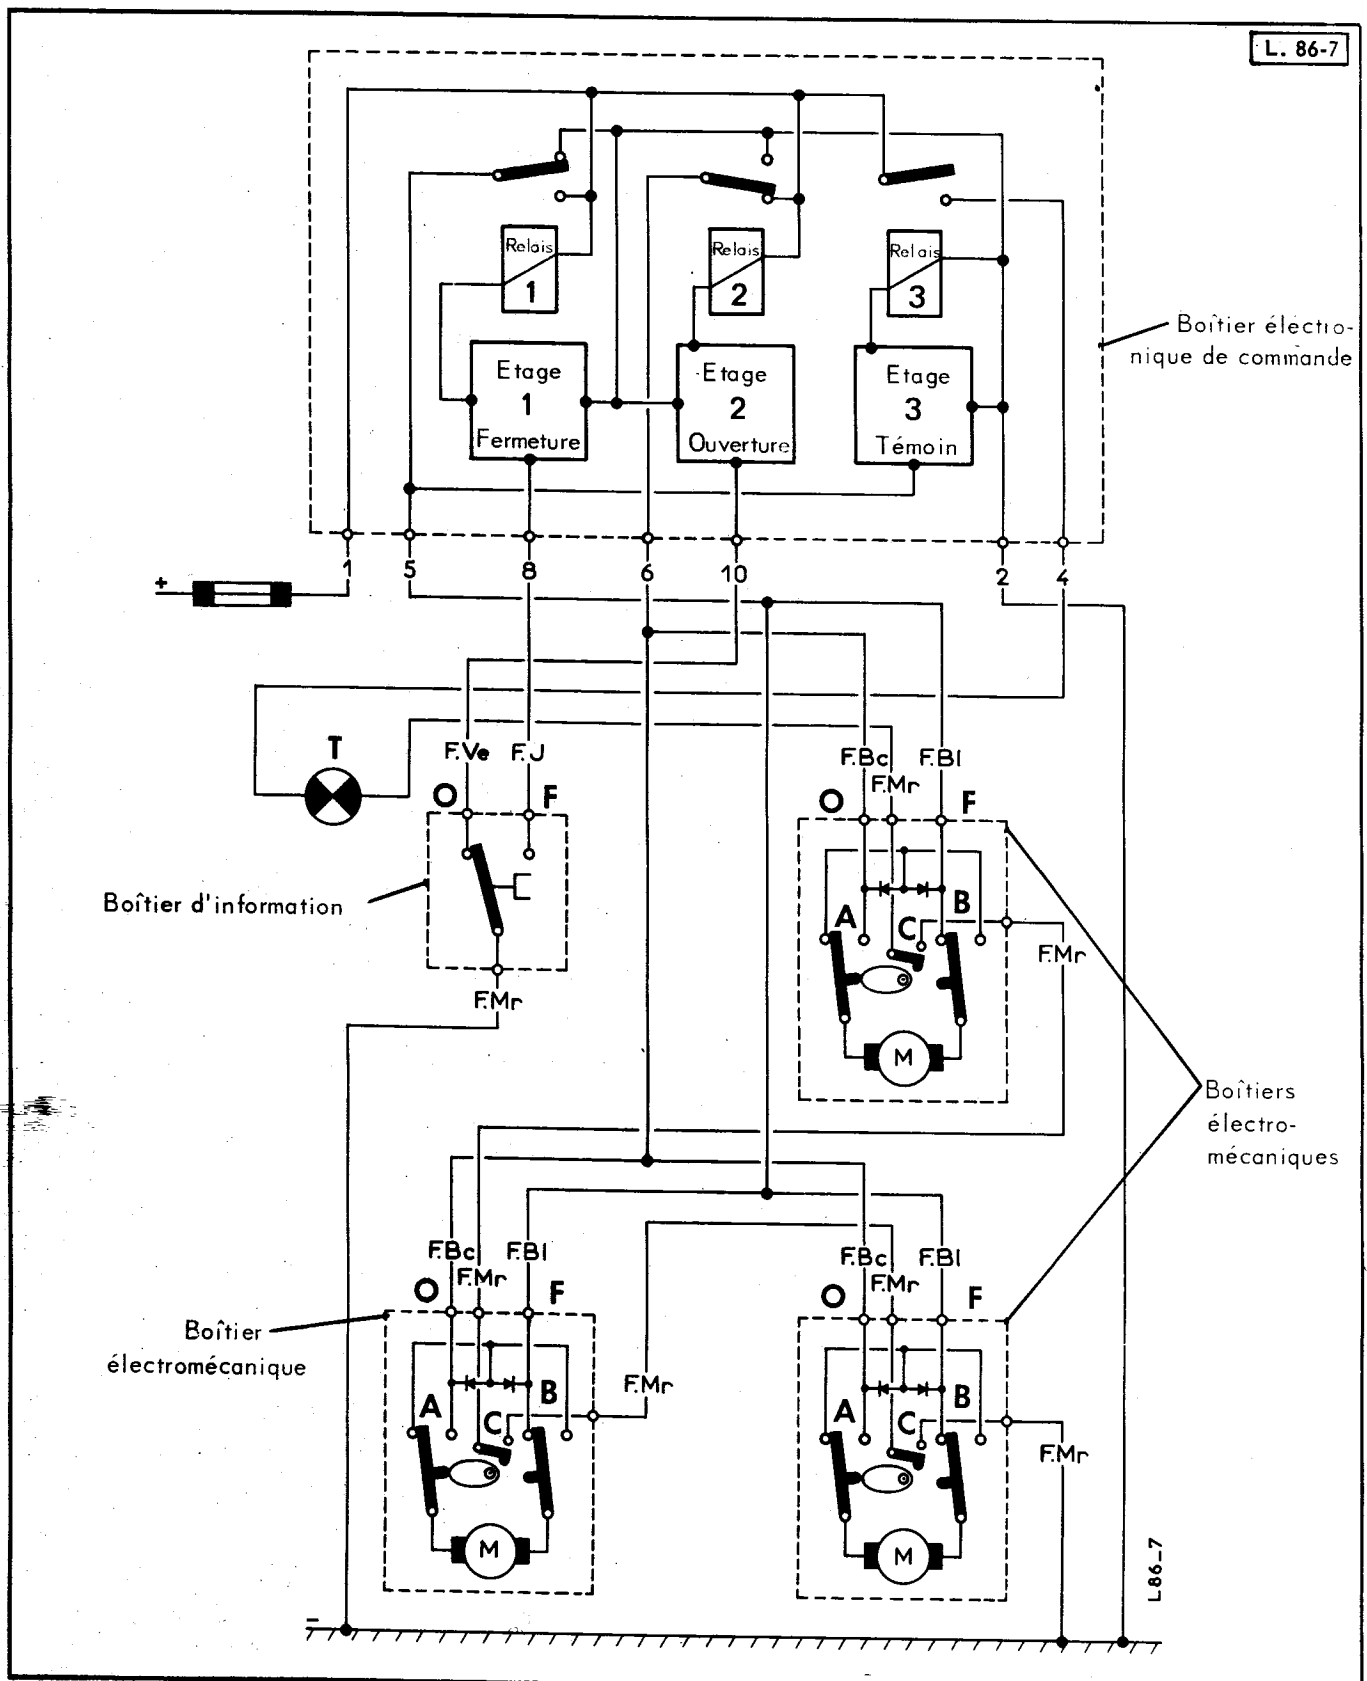 L. 86-7
Relais
1
Relais
2
Relais
3
Boîtier électro-
nique de commande
Etage
1
Fermeture
Etage
2
Ouverture
Etage
3
Témoin
+
1
5
8
6
10
2
4
T
F.Ve
F.J
F.Bc
F.Mr
F.Bl
O
F
O
F
Boîtier d'information
A
B
C
F.Mr
F.Mr
M
Boîtiers
électro-
mécaniques
F.Bc
F.Mr
F.Bl
F.Bc
F.Mr
F.Bl
O
F
O
F
Boîtier
électromécanique
F.Mr
A
B
C
A
B
C
F.Mr
M
M
L86_7
–